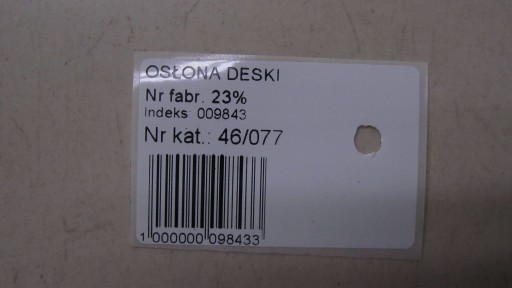 OSŁONA DESKI
Nr fabr. 23%
Indeks: 009843
Nr kat.: 46/077
1 000000 098433